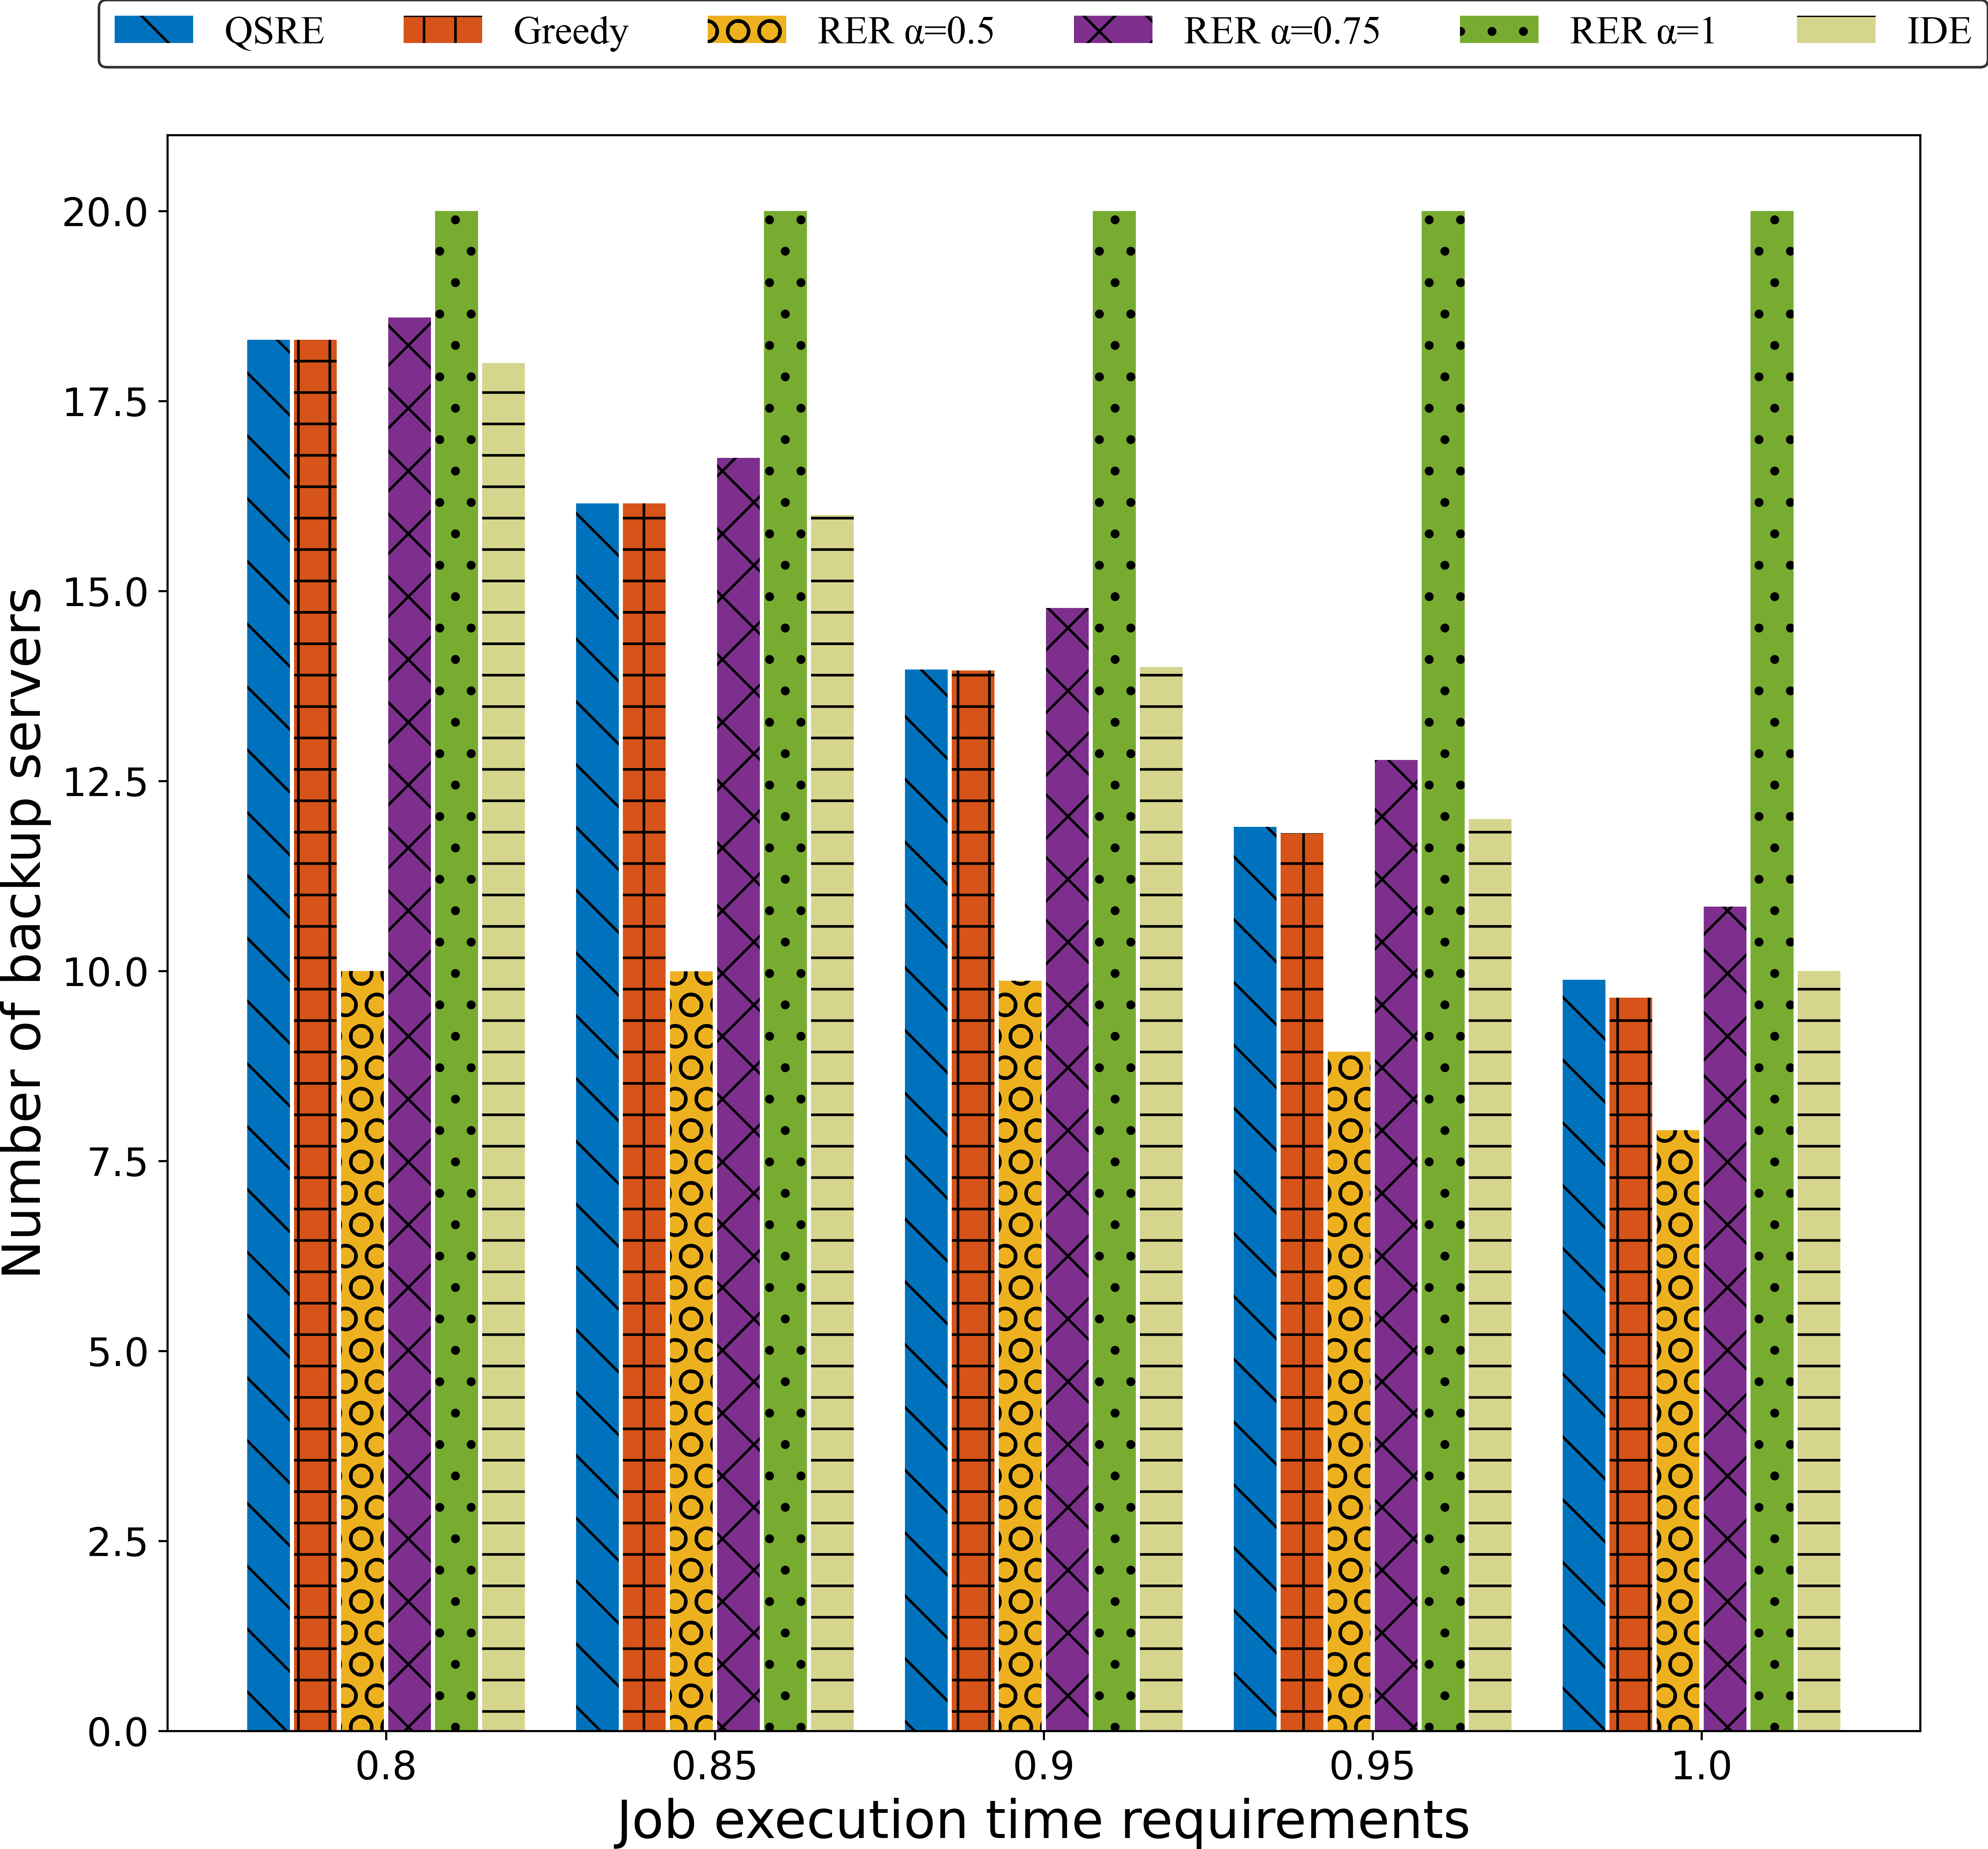 QSRE Greedy RER α=0.5 RER α=0.75 RER α=1 IDE
Number of backup servers
20.0
17.5
15.0
12.5
10.0
7.5
5.0
2.5
0.0
0.8 0.85 0.9 0.95 1.0
Job execution time requirements